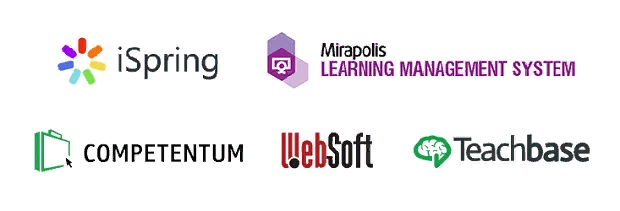 iSpring
Mirapolis
LEARNING MANAGEMENT SYSTEM
COMPETENTUM
WebSoft
Teachbase